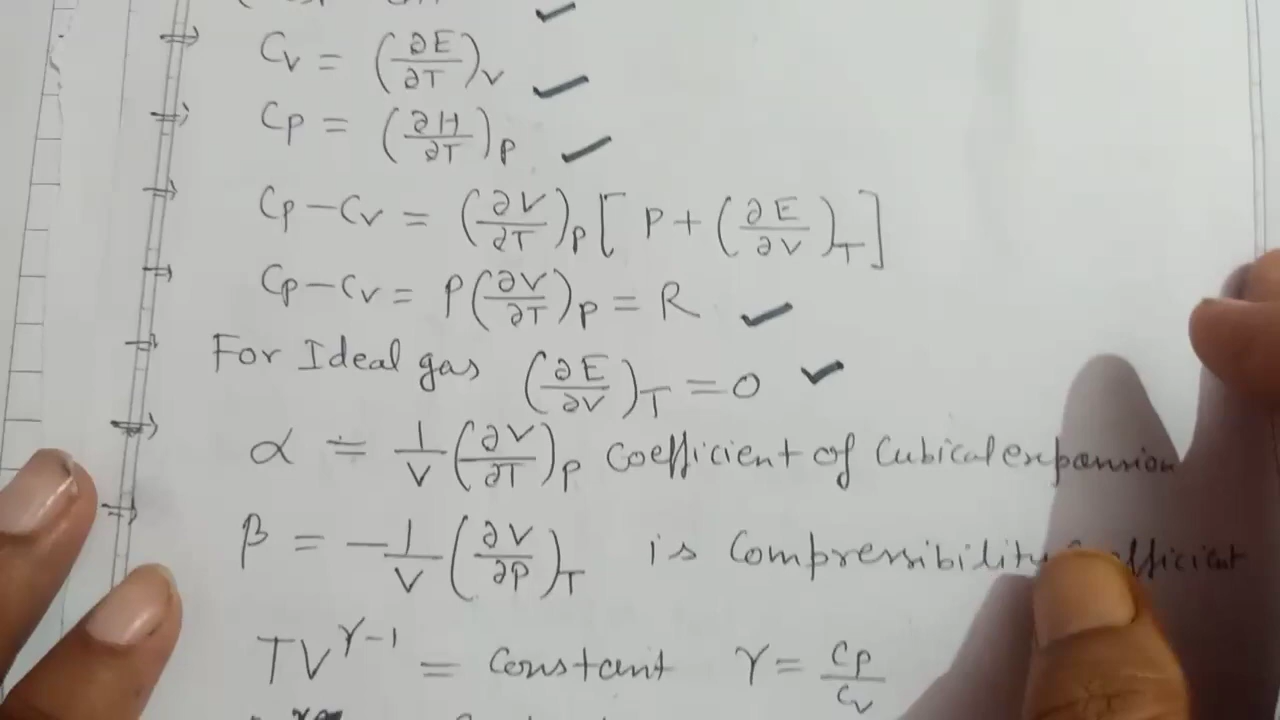 ⇒ Cv = (∂E/∂T)v ✓
⇒ Cp = (∂H/∂T)p ✓
⇒ Cp - Cv = (∂V/∂T)p [P + (∂E/∂V)T]
⇒ Cp - Cv = P(∂V/∂T)p = R ✓
⇒ For Ideal gas (∂E/∂V)T = 0 ✓
⇒ α = 1/V (∂V/∂T)p Coefficient of Cubical expansion
⇒ β = -1/V (∂V/∂P)T is Compressibility
TV^γ-1 = Constant γ = Cp/Cv